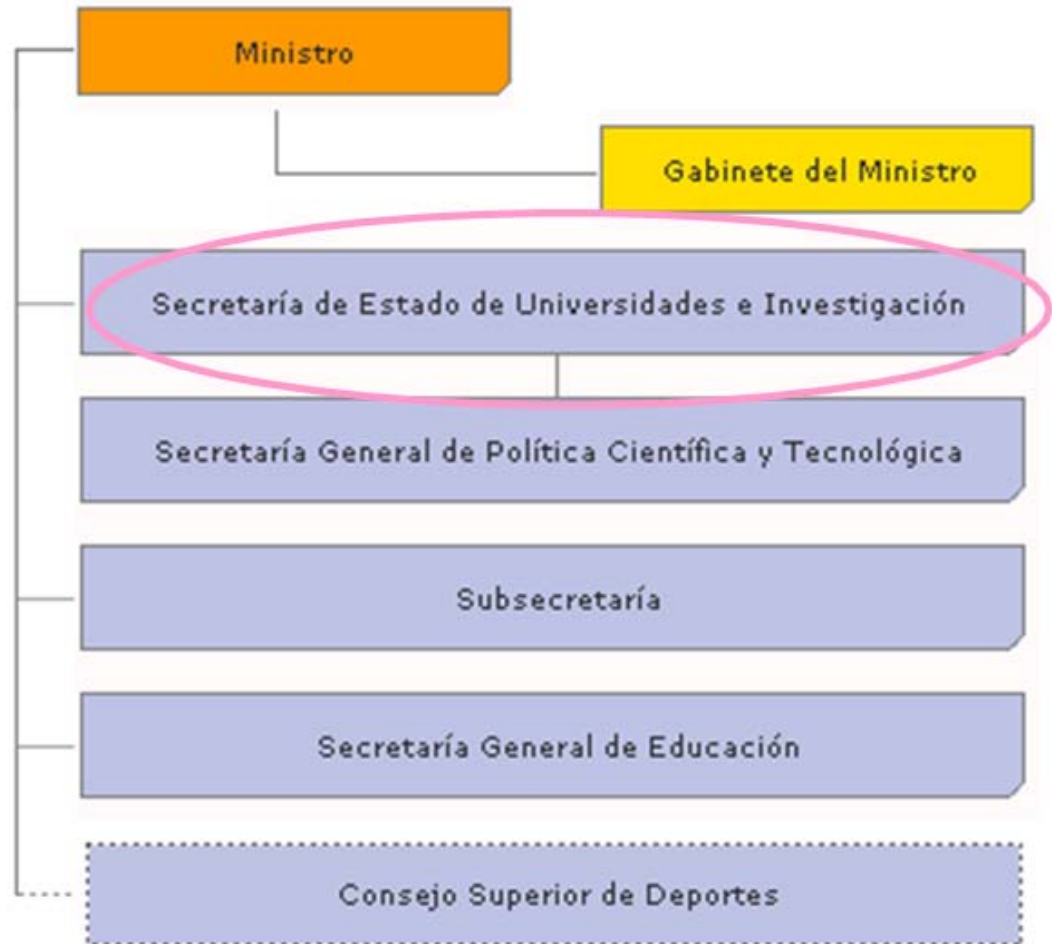 Ministro
Gabinete del Ministro
Secretaría de Estado de Universidades e Investigación
Secretaría General de Política Científica y Tecnológica
Subsecretaría
Secretaría General de Educación
Consejo Superior de Deportes